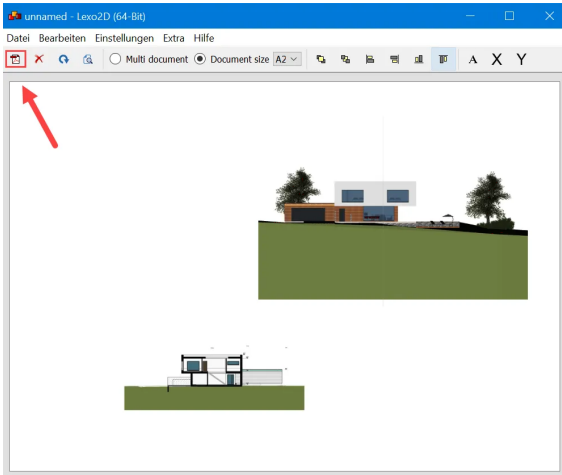 unnamed - Lexo2D (64-Bit)
Datei Bearbeiten Einstellungen Extra Hilfe
Multi document Document size A2 A X Y